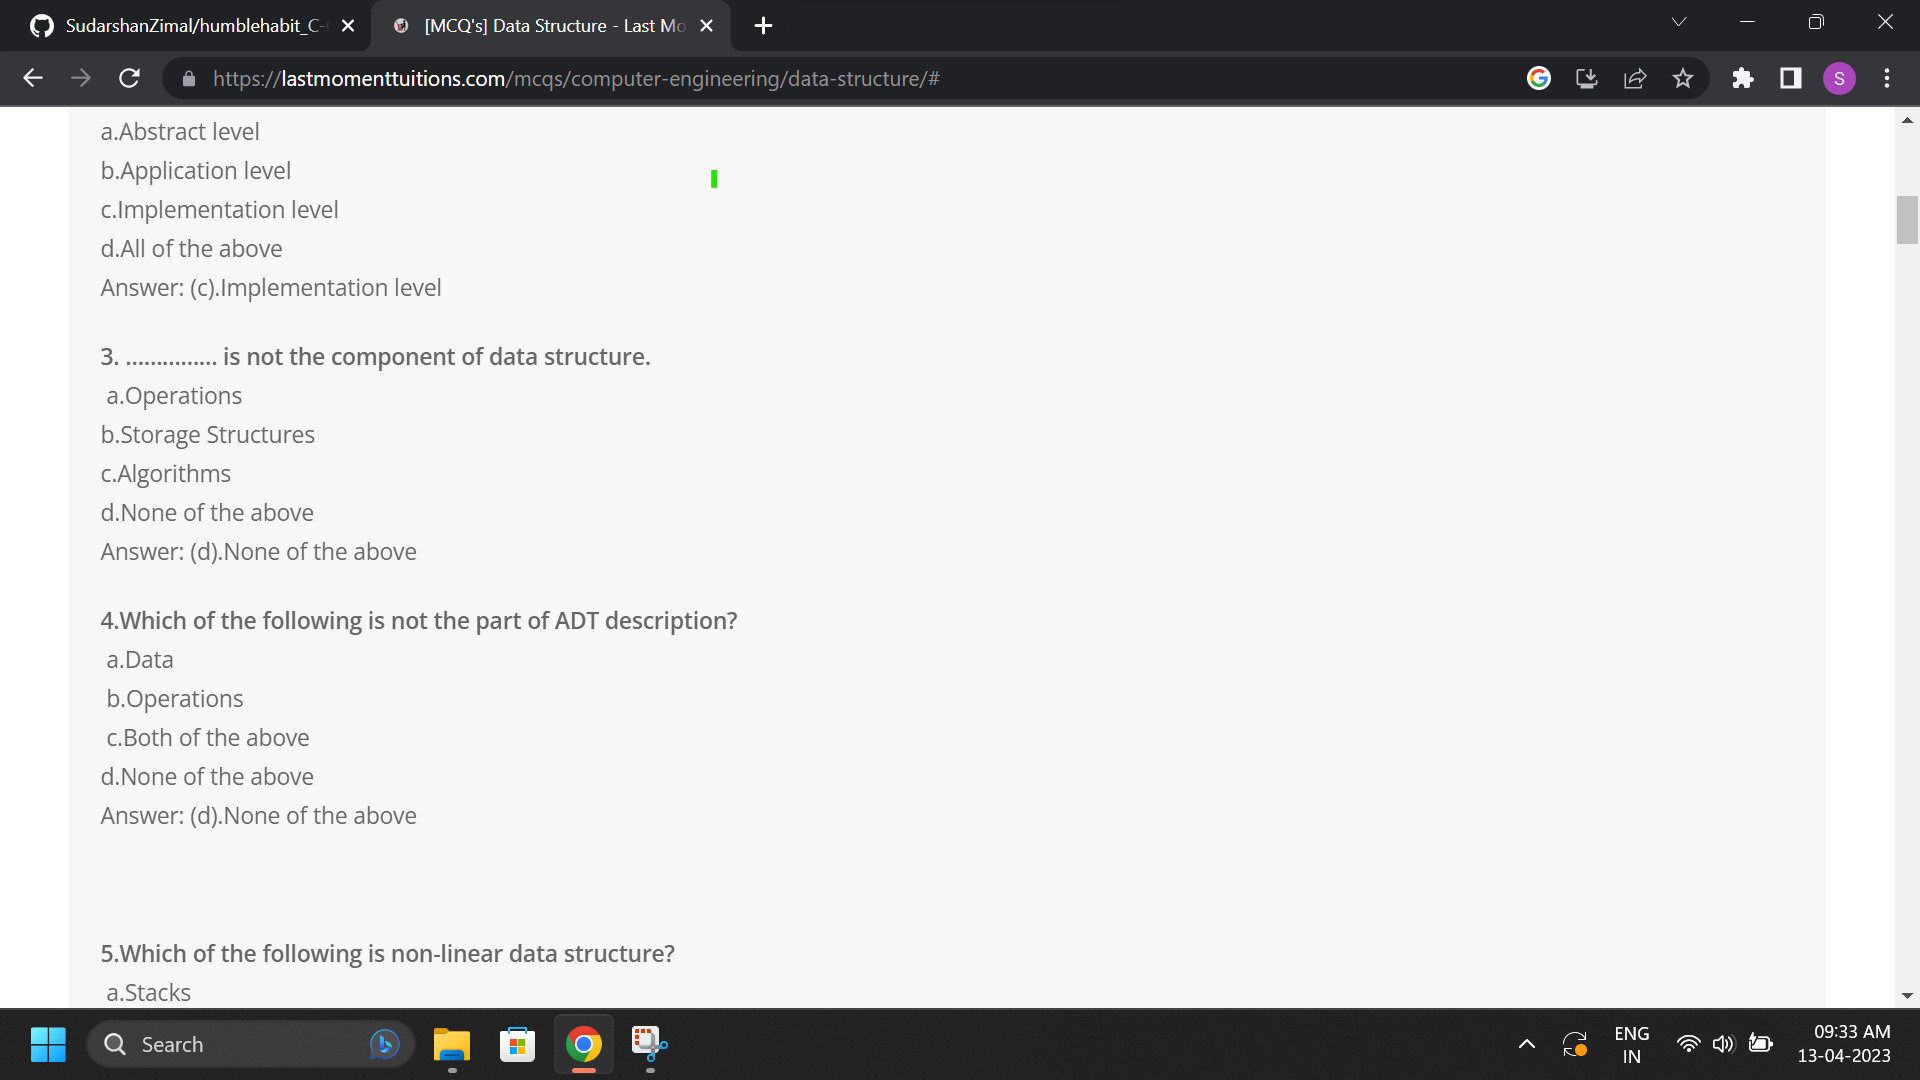 SudarshanZimal/humblehabit_C-
[MCQ's] Data Structure - Last Mo
https://lastmomenttuitions.com/mcqs/computer-engineering/data-structure/#
S
a.Abstract level
b.Application level
c.Implementation level
d.All of the above
Answer: (c).Implementation level
3. ............... is not the component of data structure.
a.Operations
b.Storage Structures
c.Algorithms
d.None of the above
Answer: (d).None of the above
4.Which of the following is not the part of ADT description?
a.Data
b.Operations
c.Both of the above
d.None of the above
Answer: (d).None of the above
5.Which of the following is non-linear data structure?
a.Stacks
Search
ENG
IN
09:33 AM
13-04-2023